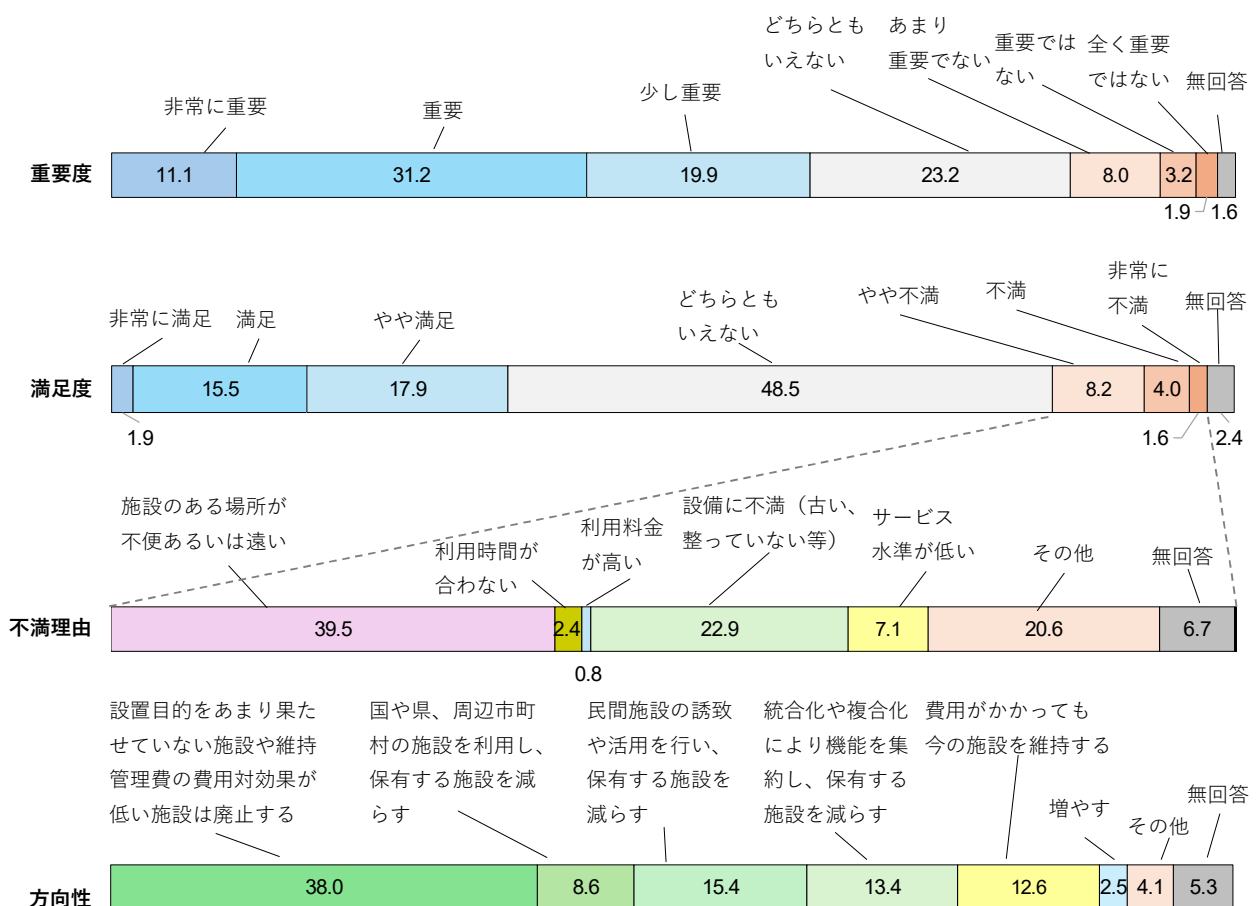 どちらとも
いえない
あまり
重要でない
重要では
ない
全く重要
ではない
無回答
非常に重要
重要
少し重要
重要度
11.1
31.2
19.9
23.2
8.0
3.2
1.9
1.6
非常に満足
満足
やや満足
どちらとも
いえない
やや不満
不満
非常に
不満
無回答
満足度
15.5
17.9
48.5
8.2
4.0
1.9
1.6
2.4
施設のある場所が
不便あるいは遠い
利用時間が
合わない
利用料金
が高い
設備に不満（古い、
整っていない等）
サービス
水準が低い
その他
無回答
不満理由
39.5
2.4
22.9
7.1
20.6
6.7
0.8
設置目的をあまり果た
せていない施設や維持
管理費の費用対効果が
低い施設は廃止する
国や県、周辺市町
村の施設を利用し、
保有する施設を減
らす
民間施設の誘致
や活用を行い、
保有する施設を
減らす
統合化や複合化
により機能を集
約し、保有する
施設を減らす
費用がかかっても
今の施設を維持する
増やす
その他
無回答
方向性
38.0
8.6
15.4
13.4
12.6
2.5
4.1
5.3